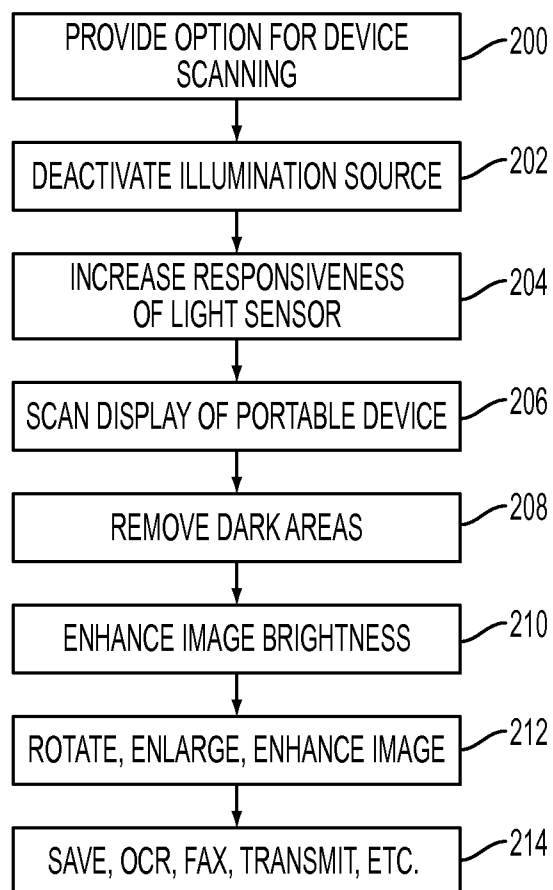 PROVIDE OPTION FOR DEVICE
SCANNING
200
DEACTIVATE ILLUMINATION SOURCE
202
INCREASE RESPONSIVENESS
OF LIGHT SENSOR
204
SCAN DISPLAY OF PORTABLE DEVICE
206
REMOVE DARK AREAS
208
ENHANCE IMAGE BRIGHTNESS
210
ROTATE, ENLARGE, ENHANCE IMAGE
212
SAVE, OCR, FAX, TRANSMIT, ETC.
214